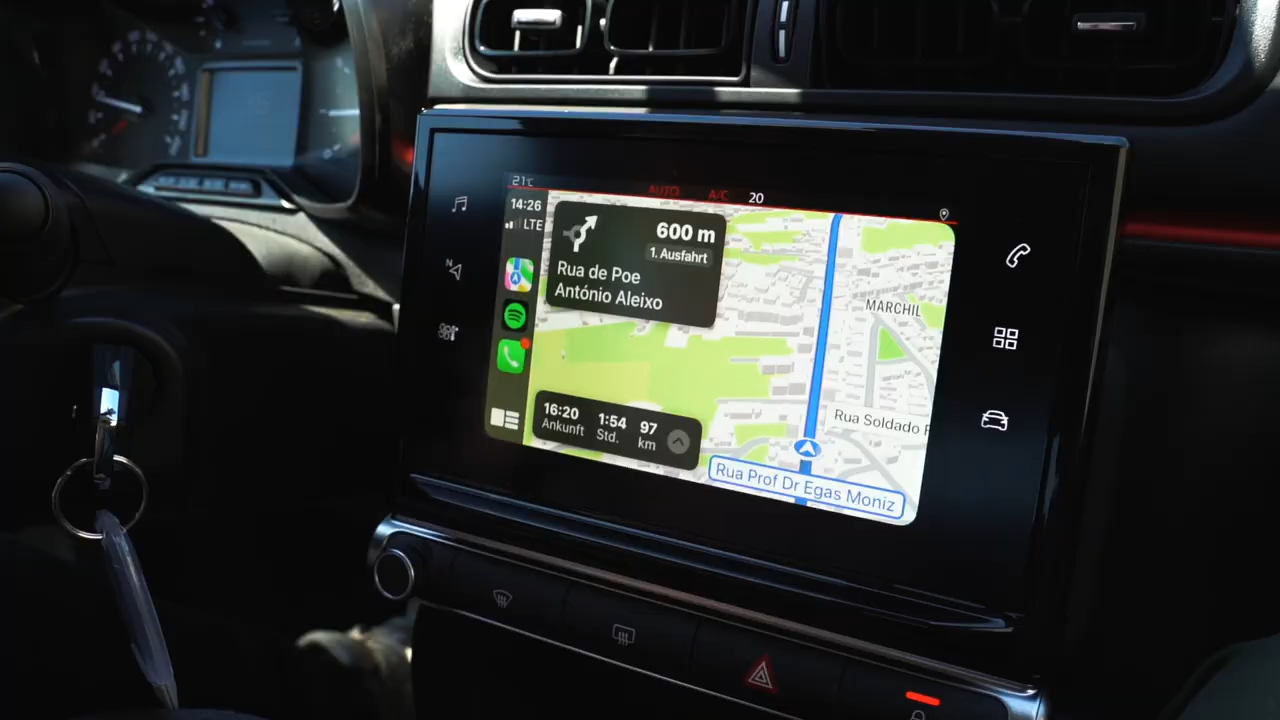 21°C
AUTO
A/C
20
14:26
LTE
600 m
1. Ausfahrt
Rua de Poe
António Aleixo
MARCHIL
16:20
Ankunft
1:54
Std.
97
km
Rua Soldado
Rua Prof Dr Egas Moniz
N